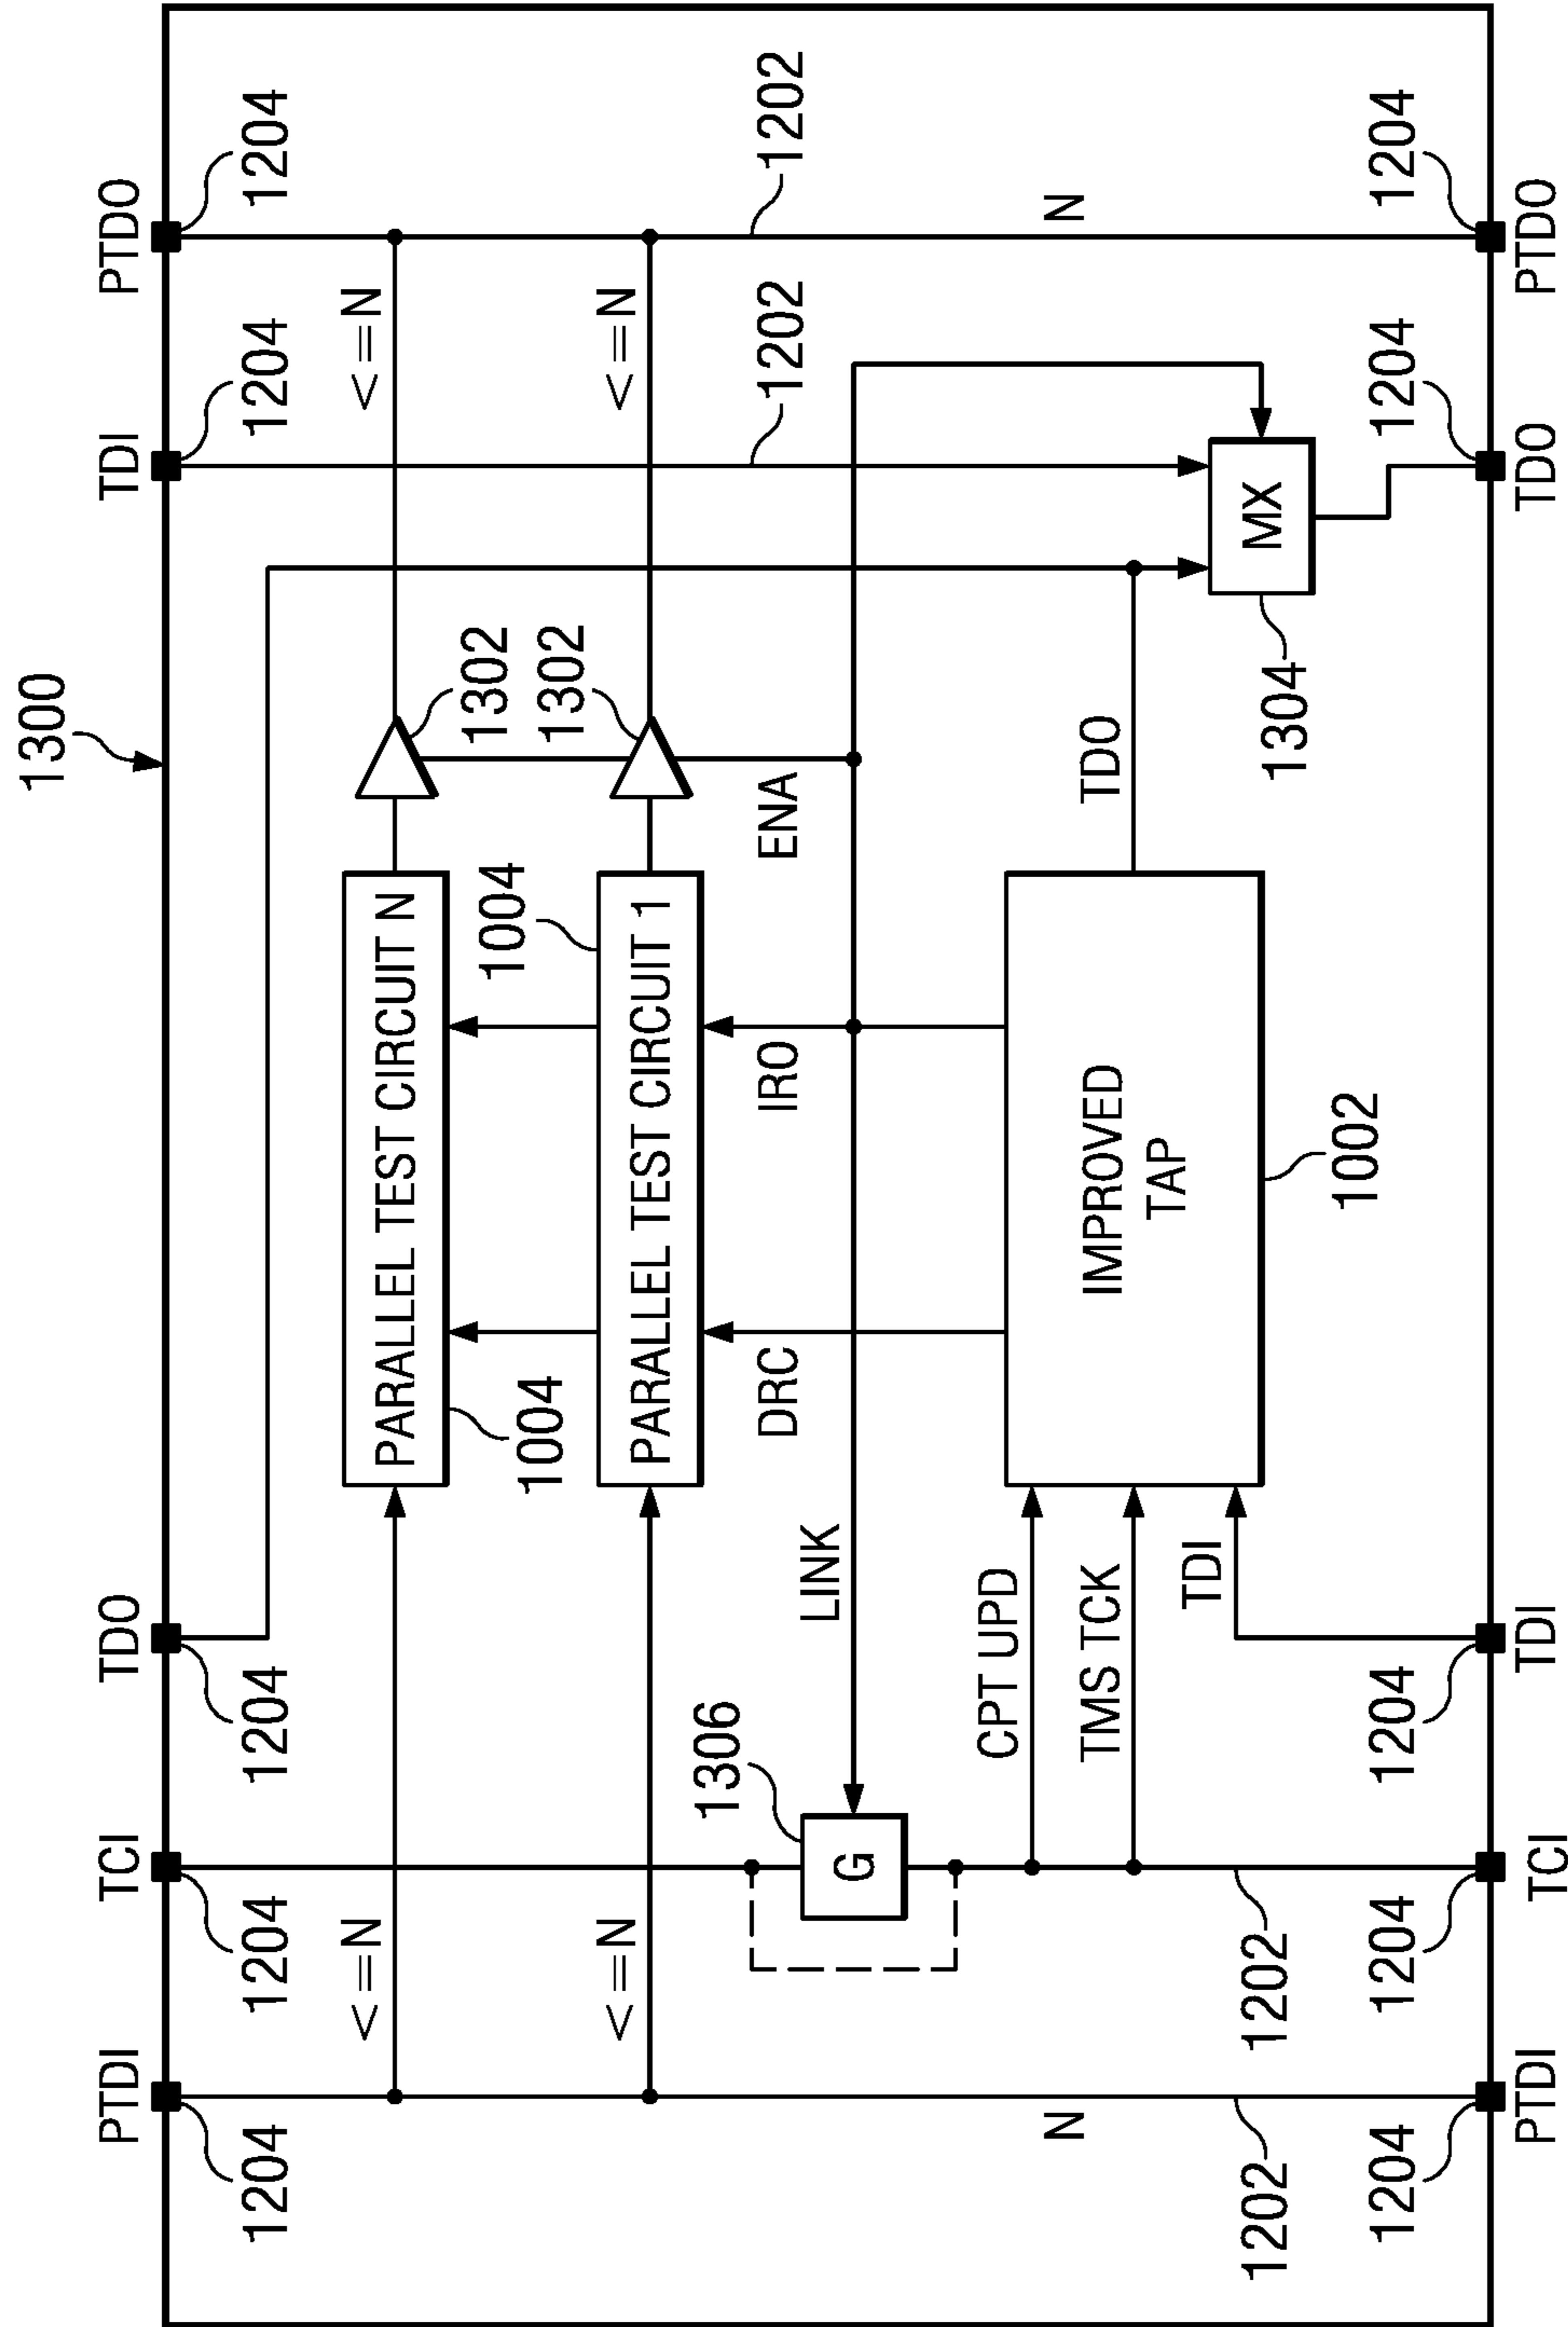 1300
PTDI
TCI
TDO
TDI
PTDO
1204
1204
1204
1204
1204
<=N
<=N
PARALLEL TEST CIRCUIT N
1302
1004
1004
1302
<=N
<=N
PARALLEL TEST CIRCUIT 1
1306
DRC
IRO
ENA
1202
1202
LINK
G
CPT UPD
TMS TCK
TDI
IMPROVED
TAP
TDO
N
N
MX
1304
1202
1202
1002
1204
1204
1204
1204
1204
PTDI
TCI
TDI
TDO
PTDO